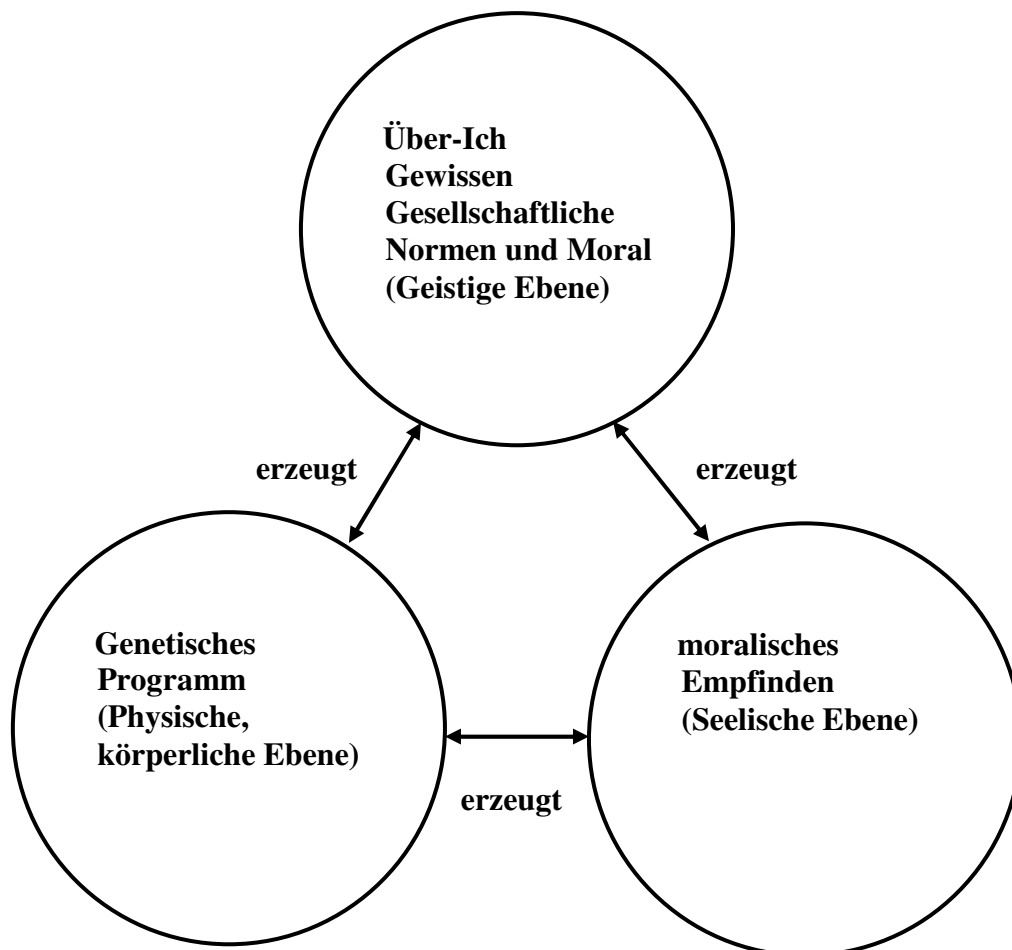 Über-Ich
Gewissen
Gesellschaftliche
Normen und Moral
(Geistige Ebene)
erzeugt
erzeugt
Genetisches
Programm
(Physische,
körperliche Ebene)
moralisches
Empfinden
(Seelische Ebene)
erzeugt